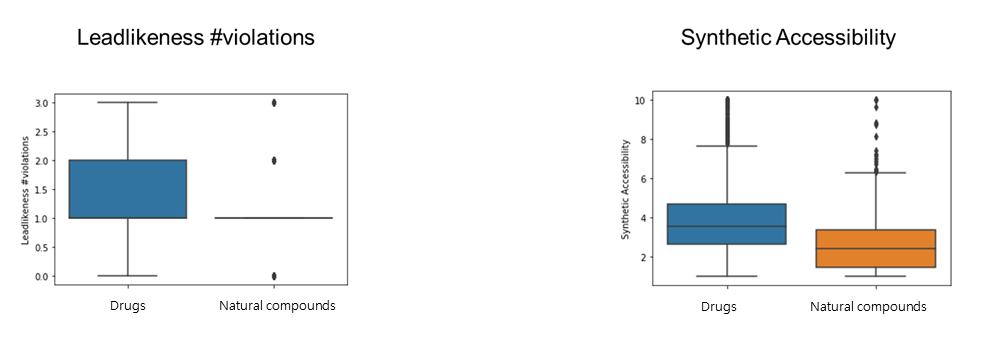 Leadlikeness #violations
Synthetic Accessibility
Leadlikeness #violations
3.0
2.5
2.0
1.5
1.0
0.5
0.0
Drugs
Natural compounds
Synthetic Accessibility
10
8
6
4
2
Drugs
Natural compounds